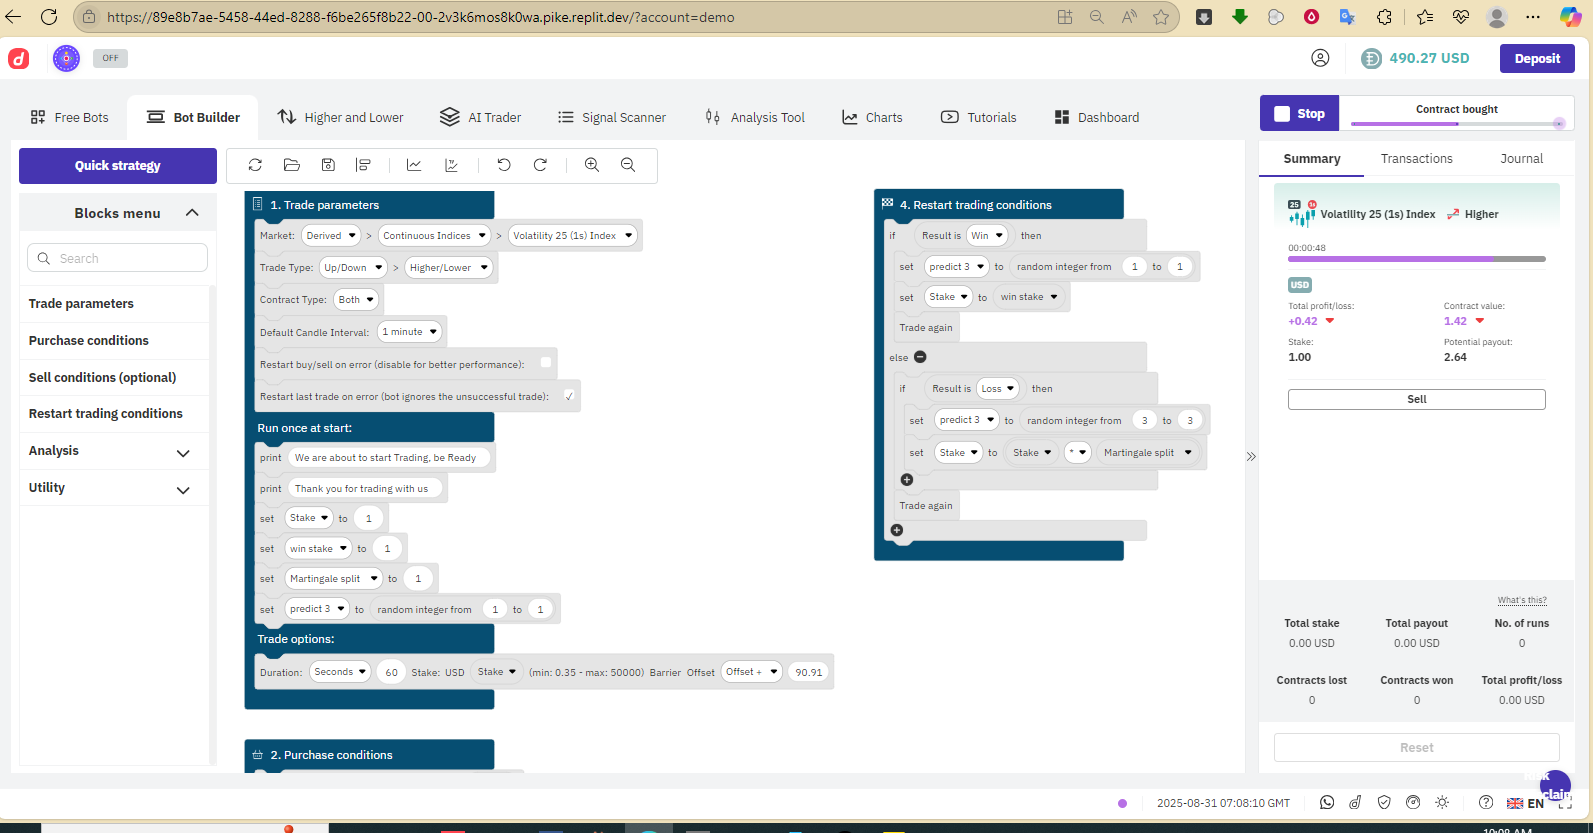 https://89e8b7ae-5458-44ed-8288-f6be265f8b22-00-2v3k6mos8k0wa.pike.replit.dev/?account=demo
OFF
490.27 USD
Deposit
Free Bots
Bot Builder
Higher and Lower
AI Trader
Signal Scanner
Analysis Tool
Charts
Tutorials
Dashboard
Stop
Contract bought
Quick strategy
Blocks menu
Search
Trade parameters
Purchase conditions
Sell conditions (optional)
Restart trading conditions
Analysis
Utility
1. Trade parameters
Market: Derived > Continuous Indices > Volatility 25 (1s) Index
Trade Type: Up/Down > Higher/Lower
Contract Type: Both
Default Candle Interval: 1 minute
Restart buy/sell on error (disable for better performance):
Restart last trade on error (bot ignores the unsuccessful trade): ✓
Run once at start:
print We are about to start Trading, be Ready
print Thank you for trading with us
set Stake to 1
set win stake to 1
set Martingale split to 1
set predict 3 to random integer from 1 to 1
Trade options:
Duration: Seconds 60 Stake: USD Stake (min: 0.35 - max: 50000) Barrier Offset Offset + 90.91
2. Purchase conditions
4. Restart trading conditions
if Result is Win then
set predict 3 to random integer from 1 to 1
set Stake to win stake
Trade again
else
if Result is Loss then
set predict 3 to random integer from 3 to 3
set Stake to Stake * Martingale split
Trade again
Summary
Transactions
Journal
25 1s
Volatility 25 (1s) Index
Higher
00:00:48
USD
Total profit/loss:
+0.42
Contract value:
1.42
Stake:
1.00
Potential payout:
2.64
Sell
What's this?
Total stake
0.00 USD
Total payout
0.00 USD
No. of runs
0
Contracts lost
0
Contracts won
0
Total profit/loss
0.00 USD
Reset
2025-08-31 07:08:10 GMT
EN